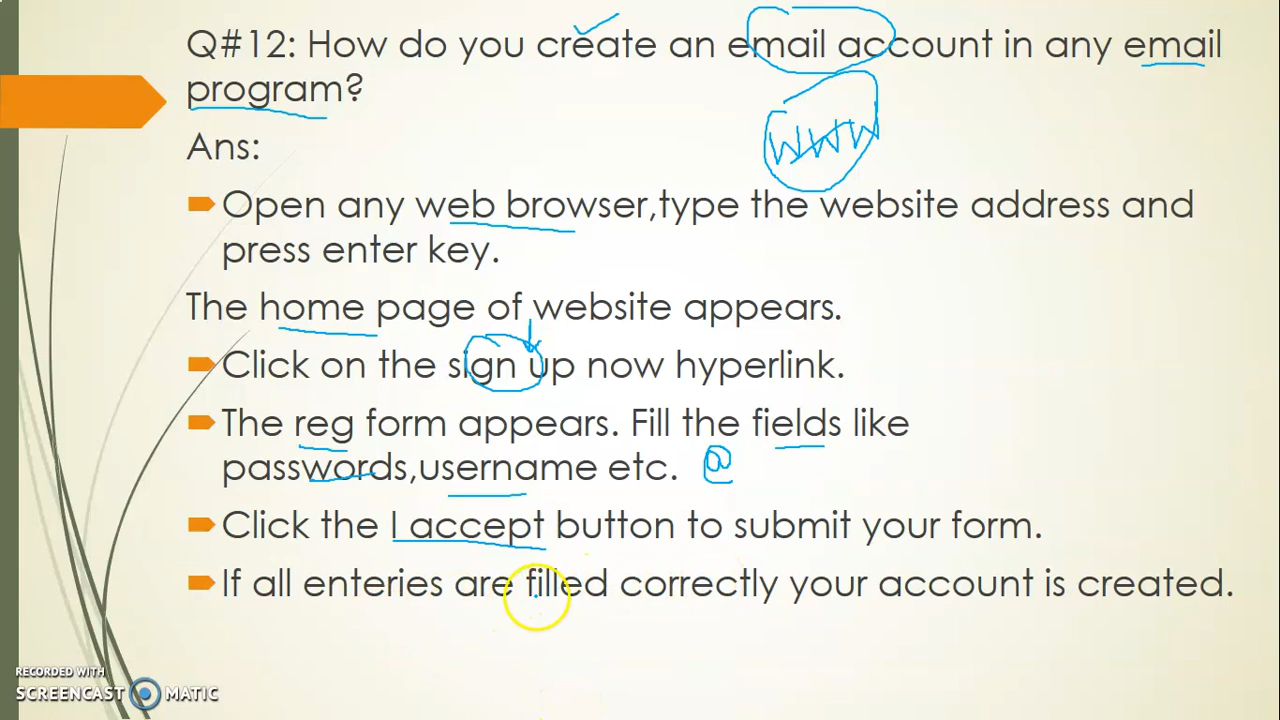 Q#12: How do you create an email account in any email
program?
WWW
Ans:
Open any web browser,type the website address and
press enter key.
The home page of website appears.
Click on the sign up now hyperlink.
The reg form appears. Fill the fields like
passwords,username etc. @
Click the I accept button to submit your form.
If all enteries are filled correctly your account is created.
RECORDED WITH
SCREENCAST MATIC